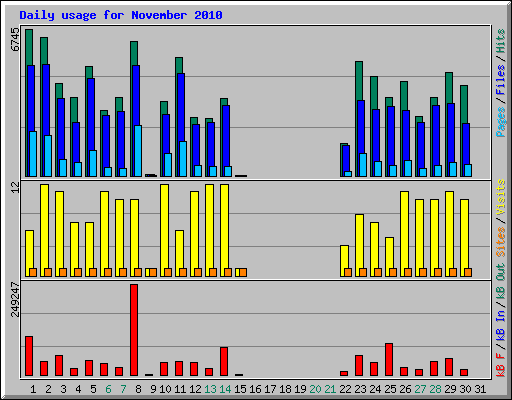 Daily usage for November 2010
6745
Pages / Files / Hits
12
Sites / Visits
249247
kB F / kB In / kB Out
1 2 3 4 5 6 7 8 9 10 11 12 13 14 15 16 17 18 19 20 21 22 23 24 25 26 27 28 29 30 31